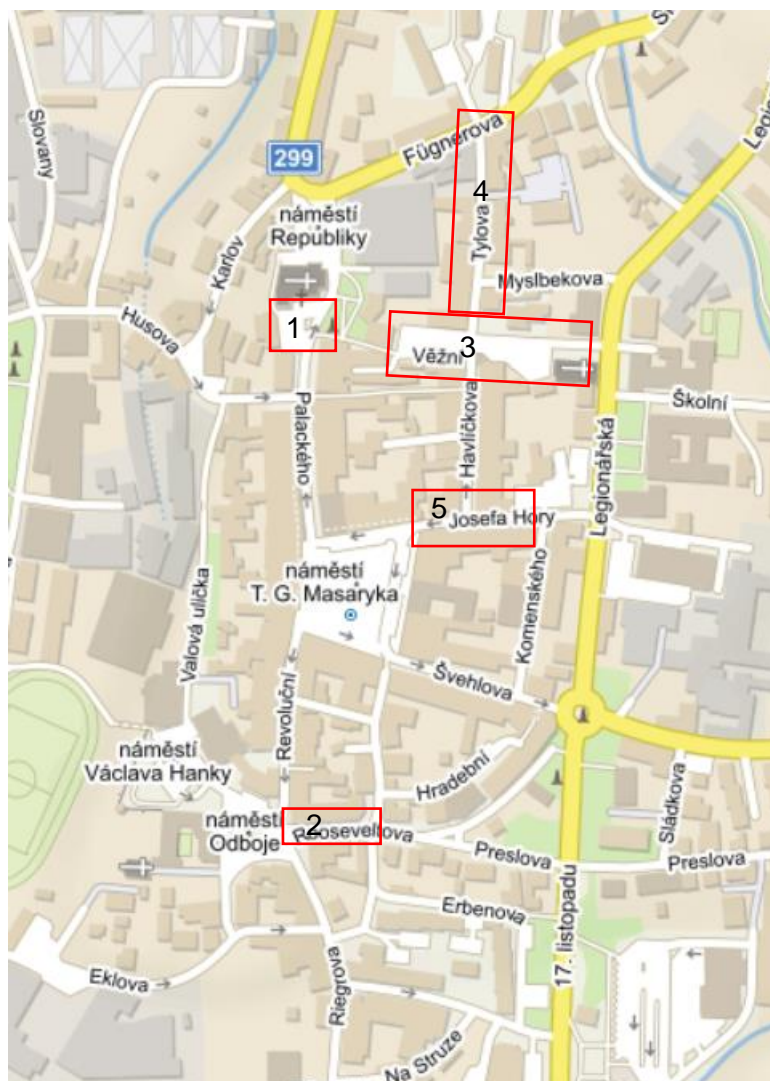 Slovany
Fügnerova
Legi
299
4
náměstí
Republiky
Karlov
Tylova
Myslbekova
1
Husova
3
Věžní
Palackého
Havlíčkova
Školní
Legionářská
5
Josefa Hory
náměstí
T. G. Masaryka
Valová ulička
Komenského
Švehlova
Revoluční
náměstí
Václava Hanky
Hradební
Sládkova
náměstí
Odboje
2
Rooseveltova
Preslova
Preslova
Erbenova
17. listopadu
Eklova
Riegrova
Na Struze